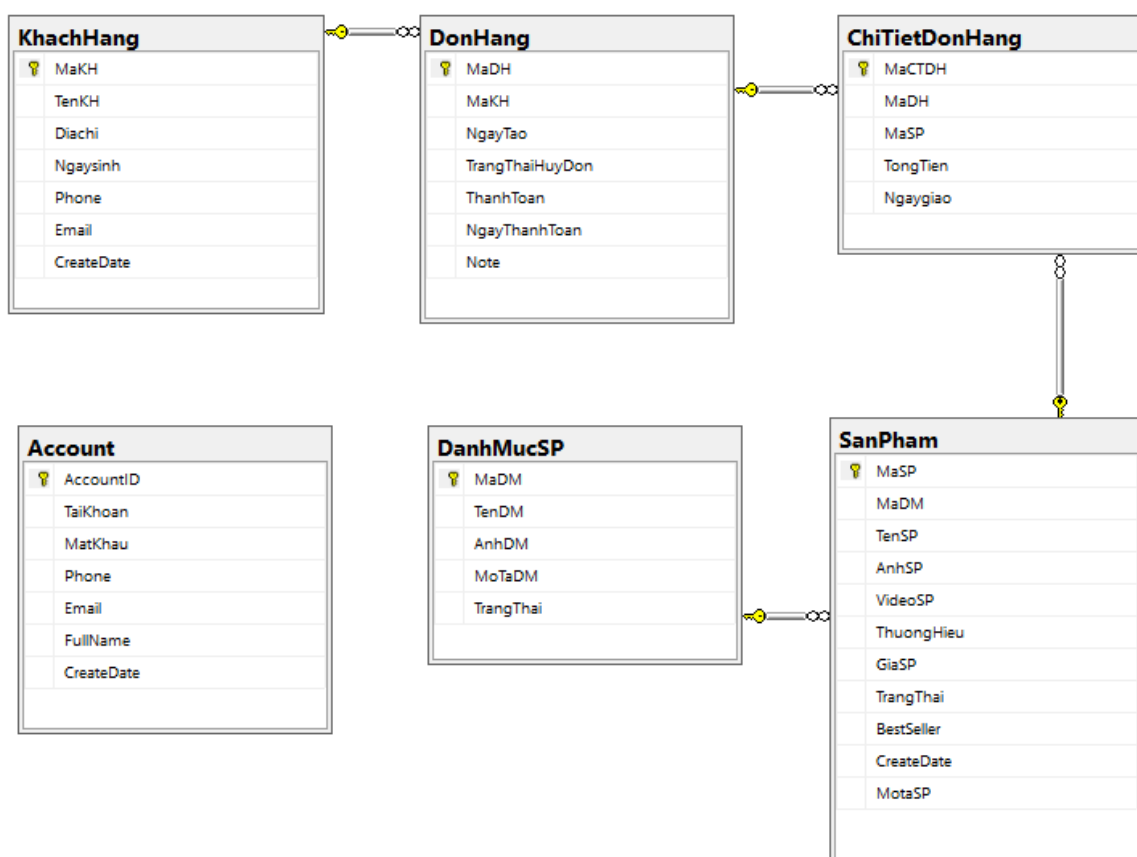 KhachHang
MaKH
TenKH
Diachi
Ngaysinh
Phone
Email
CreateDate
DonHang
MaDH
MaKH
NgayTao
TrangThaiHuyDon
ThanhToan
NgayThanhToan
Note
ChiTietDonHang
MaCTDH
MaDH
MaSP
TongTien
Ngaygiao
Account
AccountID
TaiKhoan
MatKhau
Phone
Email
FullName
CreateDate
DanhMucSP
MaDM
TenDM
AnhDM
MoTaDM
TrangThai
SanPham
MaSP
MaDM
TenSP
AnhSP
VideoSP
ThuongHieu
GiaSP
TrangThai
BestSeller
CreateDate
MotaSP